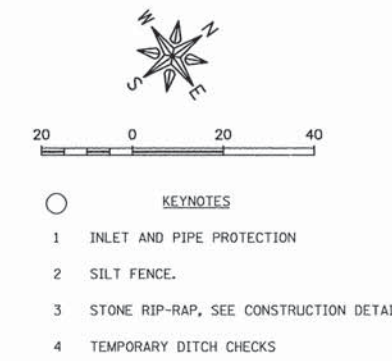 W N
S E
20 0 20 40
KEYNOTES
1 INLET AND PIPE PROTECTION
2 SILT FENCE.
3 STONE RIP-RAP, SEE CONSTRUCTION DETAI
4 TEMPORARY DITCH CHECKS